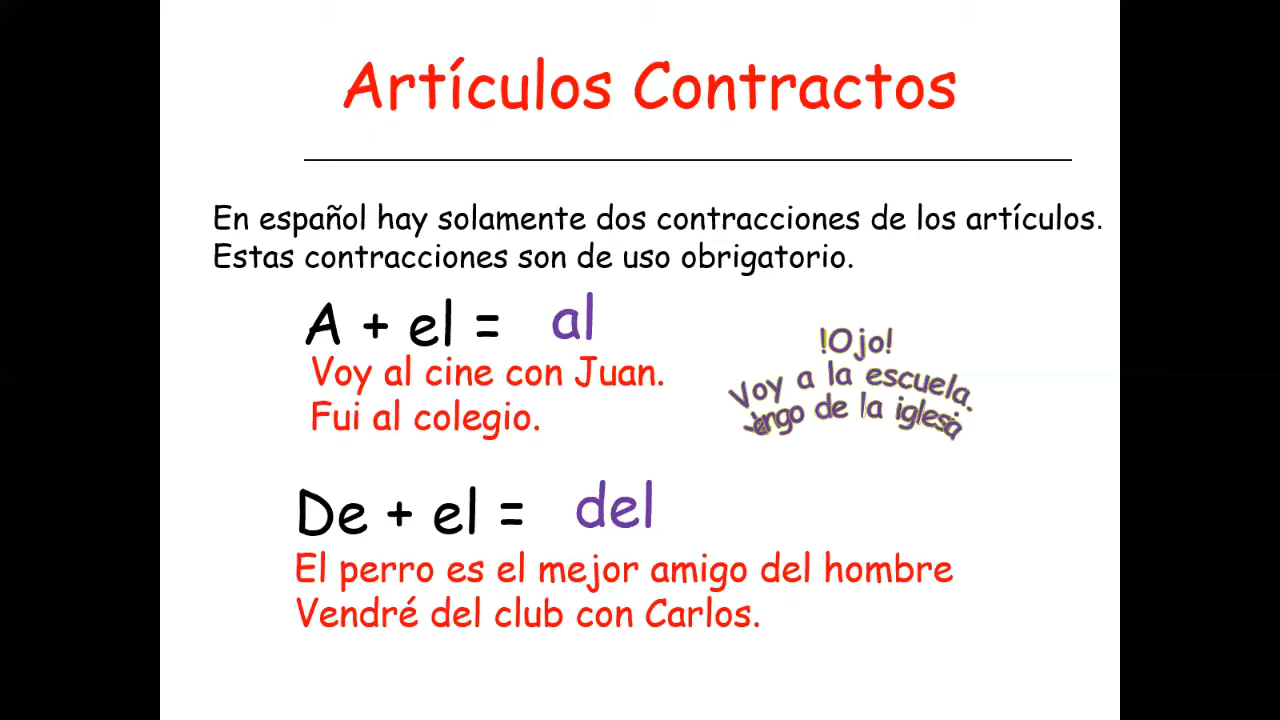 Artículos Contractos
En español hay solamente dos contracciones de los artículos.
Estas contracciones son de uso obrigatorio.
A + el = al
Voy al cine con Juan.
Fui al colegio.
!Ojo!
Voy a la escuela.
Vengo de la iglesia
De + el = del
El perro es el mejor amigo del hombre
Vendré del club con Carlos.